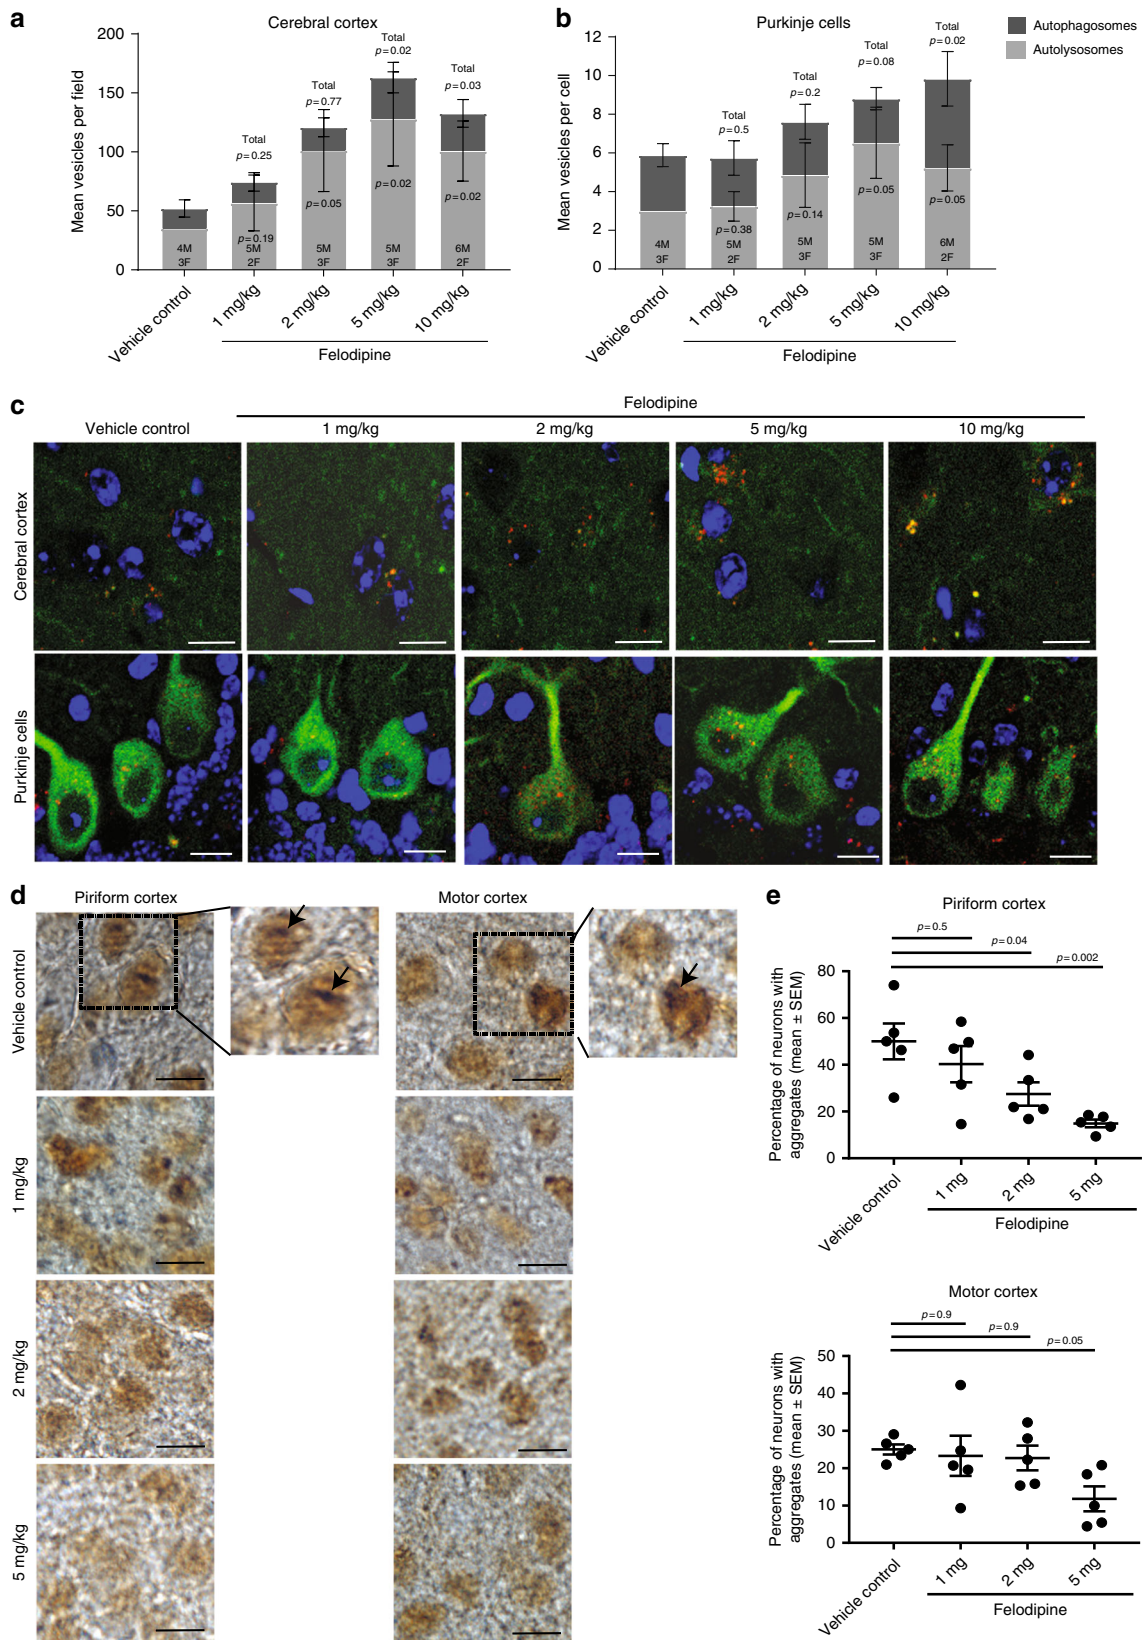 a
Cerebral cortex
Mean vesicles per field
200
150
100
50
0
Total
p=0.25
Total
p=0.77
Total
p=0.02
Total
p=0.03
p=0.19
p=0.05
p=0.02
p=0.02
4M
3F
5M
2F
5M
3F
5M
3F
6M
2F
Vehicle control
1 mg/kg
2 mg/kg
5 mg/kg
10 mg/kg
Felodipine
b
Purkinje cells
Autophagosomes
Autolysosomes
Mean vesicles per cell
12
10
8
6
4
2
0
Total
p=0.5
Total
p=0.2
Total
p=0.08
Total
p=0.02
p=0.38
p=0.14
p=0.05
p=0.05
4M
3F
5M
2F
5M
3F
5M
3F
6M
2F
Vehicle control
1 mg/kg
2 mg/kg
5 mg/kg
10 mg/kg
Felodipine
c
Felodipine
Vehicle control
1 mg/kg
2 mg/kg
5 mg/kg
10 mg/kg
Cerebral cortex
Purkinje cells
d
Piriform cortex
Motor cortex
Vehicle control
1 mg/kg
2 mg/kg
5 mg/kg
e
Piriform cortex
p=0.5
p=0.04
p=0.002
Percentage of neurons with
aggregates (mean ± SEM)
80
60
40
20
0
Vehicle control
1 mg
2 mg
5 mg
Felodipine
Motor cortex
p=0.9
p=0.9
p=0.05
Percentage of neurons with
aggregates (mean ± SEM)
50
40
30
20
10
0
Vehicle control
1 mg
2 mg
5 mg
Felodipine